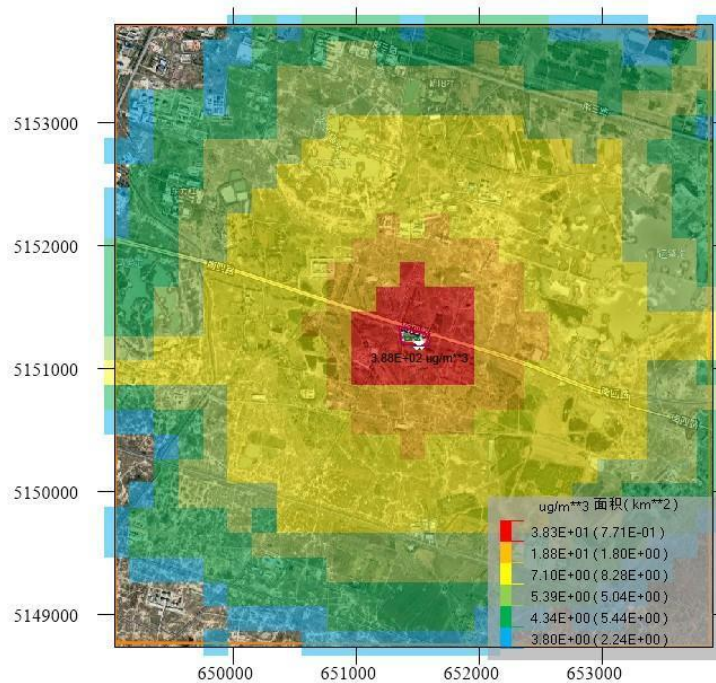 5153000
5152000
3.88E+02 ug/m**3
5151000
5150000
ug/m**3 面积(km**2)
3.83E+01(7.71E-01)
1.88E+01(1.80E+00)
7.10E+00(8.28E+00)
5.39E+00(5.04E+00)
4.34E+00(5.44E+00)
3.80E+00(2.24E+00)
5149000
650000 651000 652000 653000